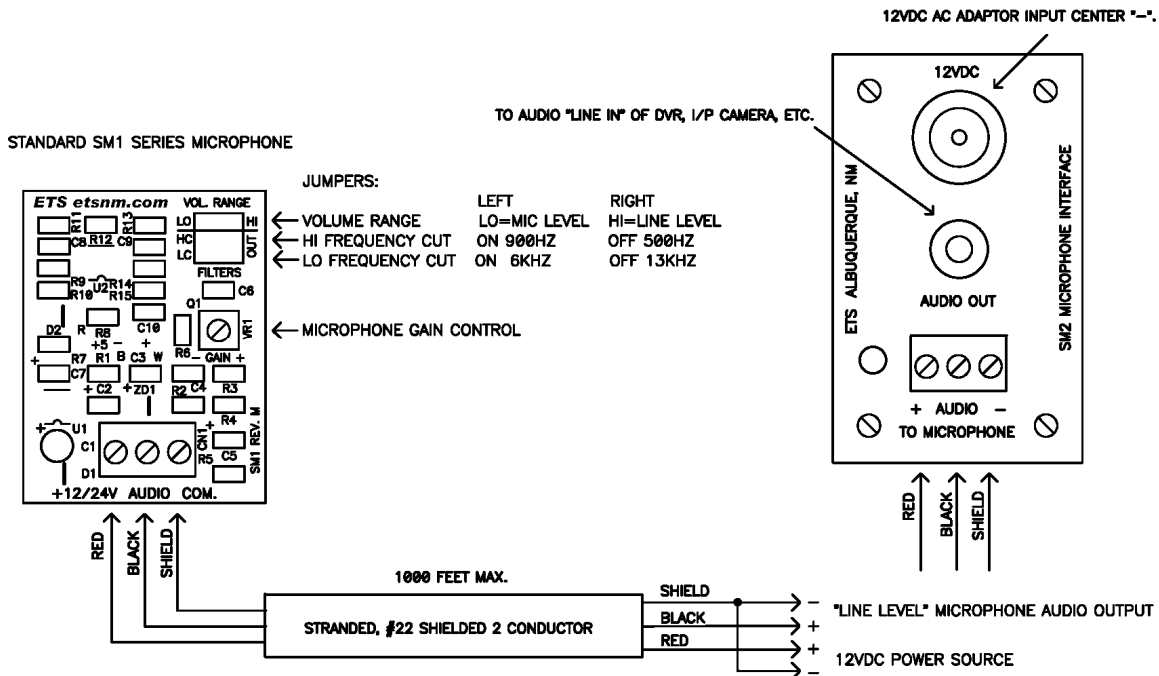 12VDC AC ADAPTOR INPUT CENTER "-".
12VDC
TO AUDIO "LINE IN" OF DVR, I/P CAMERA, ETC.
ETS ALBUQUERQUE, NM
SM2 MICROPHONE INTERFACE
AUDIO OUT
+ AUDIO -
TO MICROPHONE
RED
BLACK
SHIELD
STANDARD SM1 SERIES MICROPHONE
ETS etsnm.com
VOL. RANGE
LO HI
HC
LC
OUT
FILTERS
R11
R12
R13
C8
C9
R9
U2
R14
R10
R15
C6
Q1
D2
R
R8
C10
VR1
+5 - +
R6
- GAIN +
+
R7
R1
B
C3
W
C7
+
C2
+
ZD1
R2
C4
R3
+
R4
+
U1
C1
CN1
R5
C5
D1
SM1 REV. M
+12/24V AUDIO COM.
JUMPERS:
LEFT RIGHT
VOLUME RANGE LO=MIC LEVEL HI=LINE LEVEL
HI FREQUENCY CUT ON 900HZ OFF 500HZ
LO FREQUENCY CUT ON 6KHZ OFF 13KHZ
MICROPHONE GAIN CONTROL
RED
BLACK
SHIELD
1000 FEET MAX.
STRANDED, #22 SHIELDED 2 CONDUCTOR
SHIELD
BLACK
RED
-
+
"LINE LEVEL" MICROPHONE AUDIO OUTPUT
+
-
12VDC POWER SOURCE